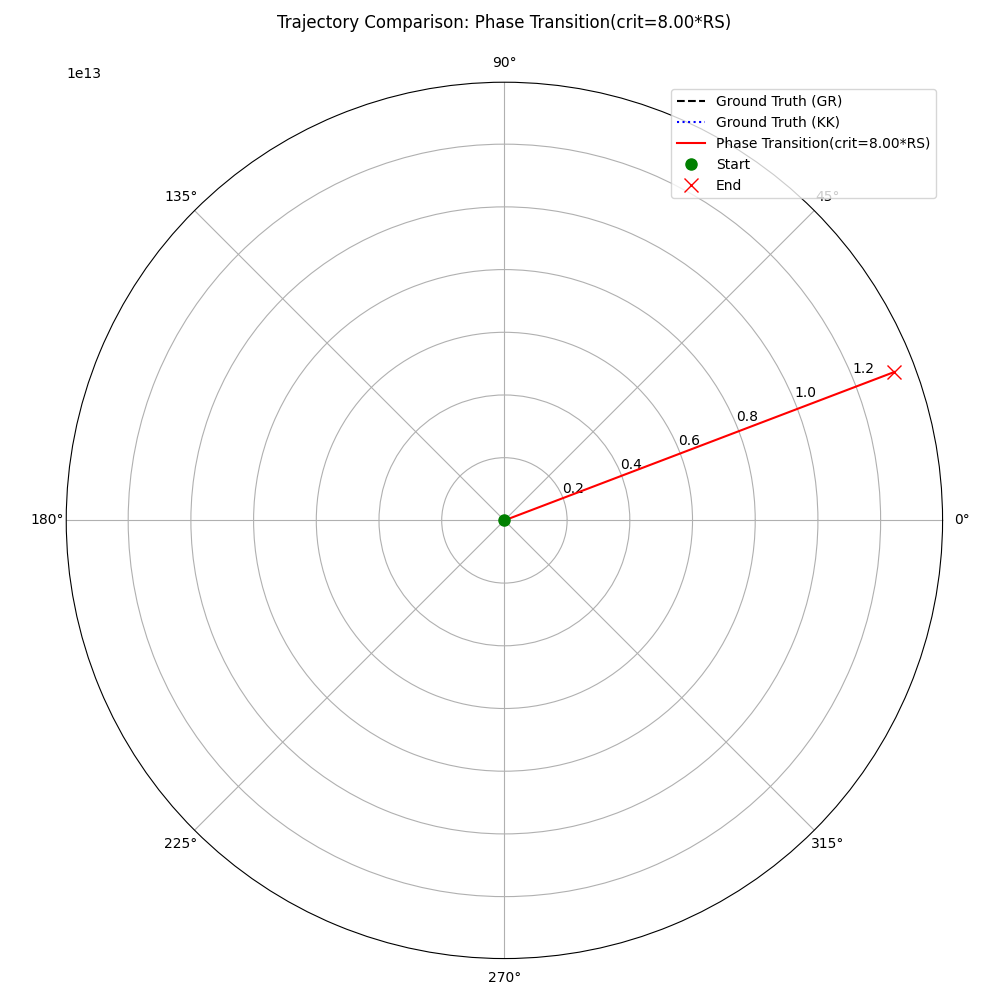 Trajectory Comparison: Phase Transition(crit=8.00*RS)
90°
1e13
Ground Truth (GR)
Ground Truth (KK)
Phase Transition(crit=8.00*RS)
Start
End
135°
45°
1.2
1.0
0.8
0.6
0.4
0.2
180°
0°
225°
315°
270°